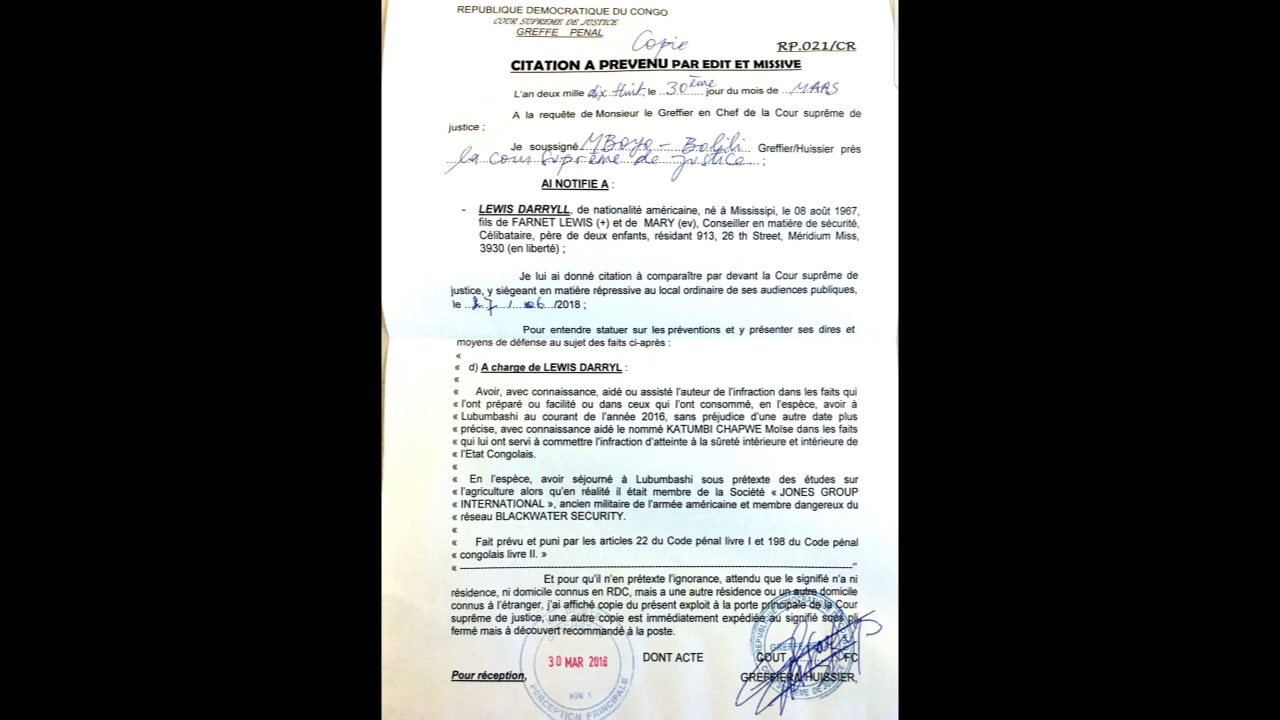 REPUBLIQUE DEMOCRATIQUE DU CONGO
COUR SUPREME DE JUSTICE
GREFFE PENAL
Copie
RP.021/CR
CITATION A PREVENU PAR EDIT ET MISSIVE
L'an deux mille dix Huit, le 30ème jour du mois de MARS
A la requête de Monsieur le Greffier en Chef de la Cour suprême de
justice ;
Je soussigné MBoyo - Bolili Greffier/Huissier près
la cour suprême de justice ;
AI NOTIFIE A :
- LEWIS DARRYLL, de nationalité américaine, né à Mississipi, le 08 août 1967,
fils de FARNET LEWIS (+) et de MARY (ev), Conseiller en matière de sécurité,
Célibataire, père de deux enfants, résidant 913, 26 th Street, Méridium Miss,
3930 (en liberté) ;
Je lui ai donné citation à comparaître par devant la Cour suprême de
justice, y siégeant en matière répressive au local ordinaire de ses audiences publiques,
le 27/06/2018 ;
Pour entendre statuer sur les préventions et y présenter ses dires et
moyens de défense au sujet des faits ci-après :
«
« d) A charge de LEWIS DARRYL :
«
« Avoir, avec connaissance, aidé ou assisté l'auteur de l'infraction dans les faits qui
« l'ont préparé ou facilité ou dans ceux qui l'ont consommé, en l'espèce, avoir à
« Lubumbashi au courant de l'année 2016, sans préjudice d'une autre date plus
« précise, avec connaissance aidé le nommé KATUMBI CHAPWE Moïse dans les faits
« qui lui ont servi à commettre l'infraction d'atteinte à la sûreté intérieure et intérieure de
« l'Etat Congolais.
«
« En l'espèce, avoir séjourné à Lubumbashi sous prétexte des études sur
« l'agriculture alors qu'en réalité il était membre de la Société « JONES GROUP
« INTERNATIONAL », ancien militaire de l'armée américaine et membre dangereux du
« réseau BLACKWATER SECURITY.
«
« Fait prévu et puni par les articles 22 du Code pénal livre I et 198 du Code pénal
« congolais livre II. »
« ----------------------------------------------------------------"
Et pour qu'il n'en prétexte l'ignorance, attendu que le signifié n'a ni
résidence, ni domicile connus en RDC, mais a une autre résidence ou un autre domicile
connus à l'étranger, j'ai affiché copie du présent exploit à la porte principale de la Cour
suprême de justice, une autre copie est immédiatement expédiée au signifié sous pli
fermé mais à découvert recommandé à la poste.
DONT ACTE
COUT FC
30 MAR 2018
KIN 1
PERCEPTION PRINCIPALE
Pour réception,
GREFFIER/HUISSIER,